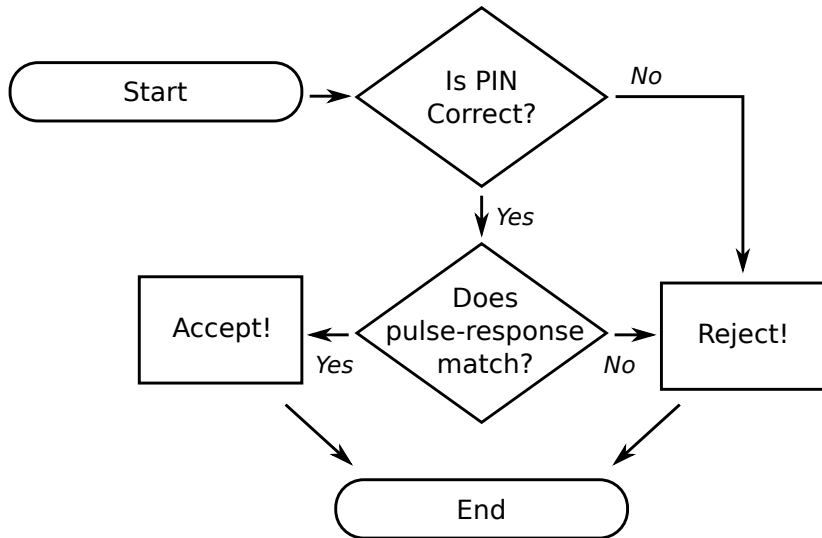 Start
Is PIN
Correct?
No
Yes
Does
pulse-response
match?
Accept!
Yes
No
Reject!
End